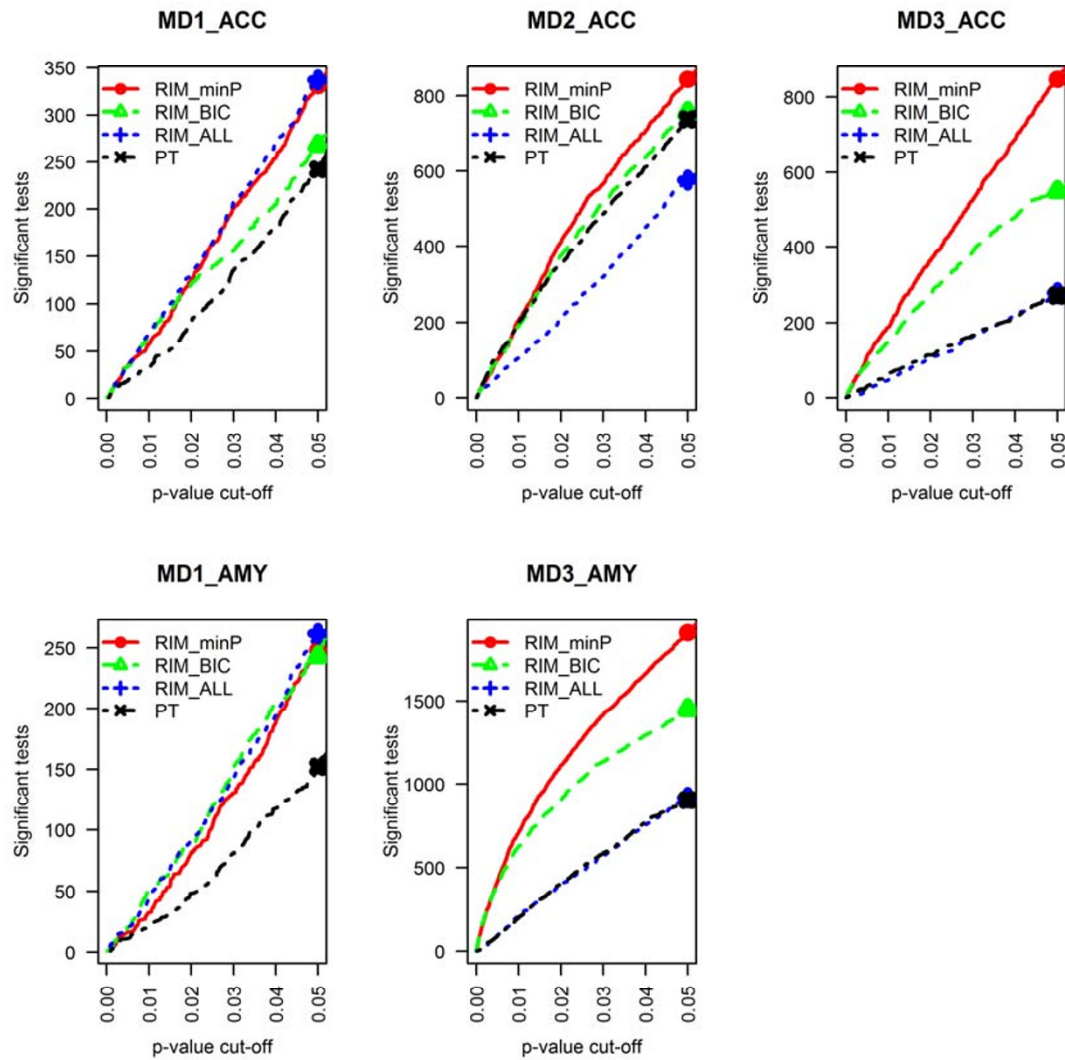 MD1_ACC
Significant tests
350
300
250
200
150
100
50
0
RIM_minP
RIM_BIC
RIM_ALL
PT
0.00
0.01
0.02
0.03
0.04
0.05
p-value cut-off
MD2_ACC
Significant tests
800
600
400
200
0
RIM_minP
RIM_BIC
RIM_ALL
PT
0.00
0.01
0.02
0.03
0.04
0.05
p-value cut-off
MD3_ACC
Significant tests
800
600
400
200
0
RIM_minP
RIM_BIC
RIM_ALL
PT
0.00
0.01
0.02
0.03
0.04
0.05
p-value cut-off
MD1_AMY
Significant tests
250
200
150
100
50
0
RIM_minP
RIM_BIC
RIM_ALL
PT
0.00
0.01
0.02
0.03
0.04
0.05
p-value cut-off
MD3_AMY
Significant tests
1500
1000
500
0
RIM_minP
RIM_BIC
RIM_ALL
PT
0.00
0.01
0.02
0.03
0.04
0.05
p-value cut-off